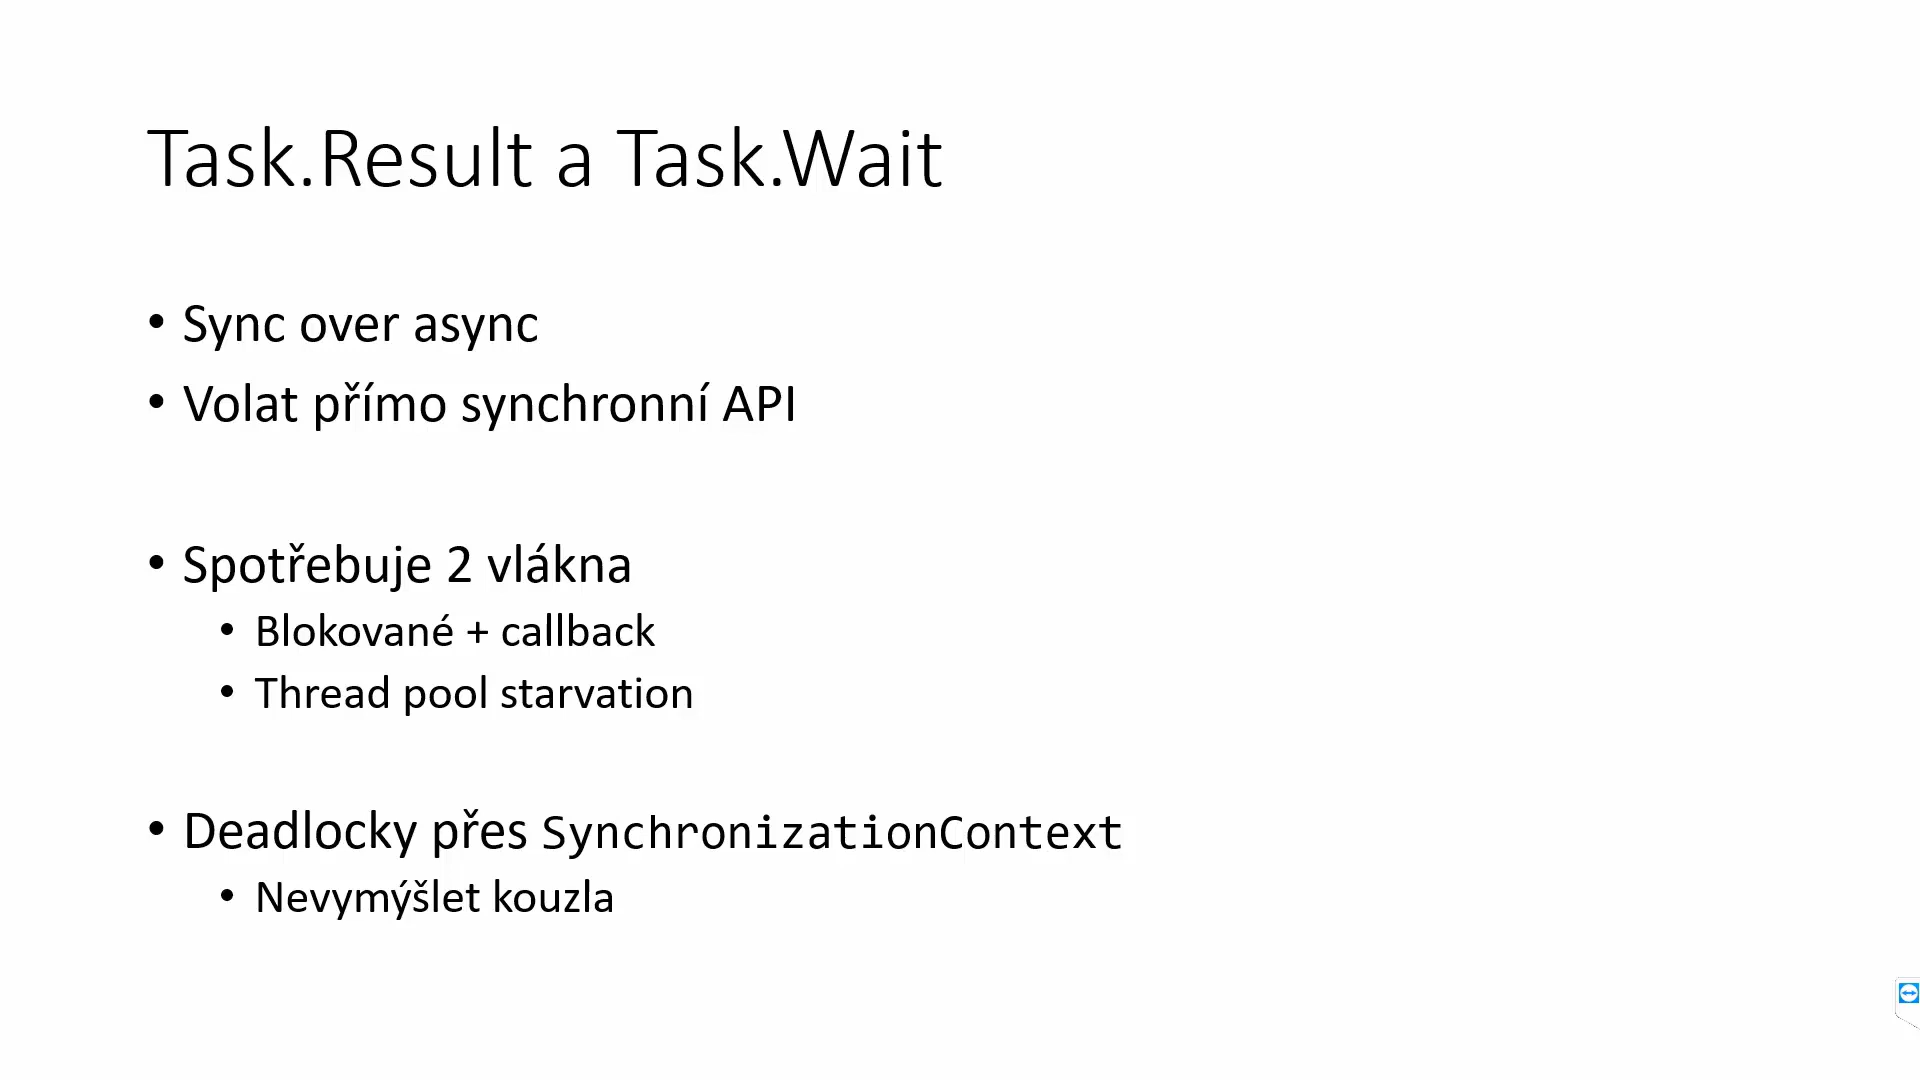 Task.Result a Task.Wait
• Sync over async
• Volat přímo synchronní API
• Spotřebuje 2 vlákna
• Blokované + callback
• Thread pool starvation
• Deadlocky přes SynchronizationContext
• Nevymýšlet kouzla